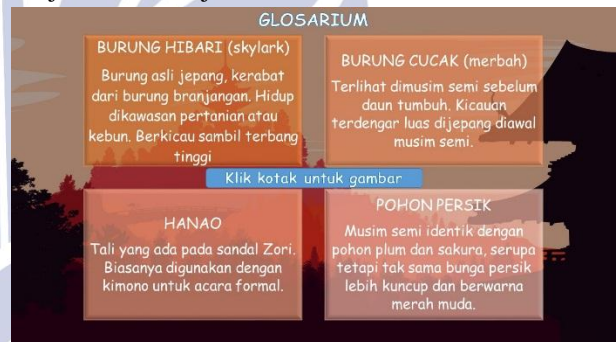 GLOSARIUM
BURUNG HIBARI (skylark)
Burung asli jepang, kerabat
dari burung branjangan. Hidup
dikawasan pertanian atau
kebun. Berkicau sambil terbang
tinggi
BURUNG CUCAK (merbah)
Terlihat dimusim semi sebelum
daun tumbuh. Kicauan
terdengar luas dijepang diawal
musim semi.
Klik kotak untuk gambar
HANAO
Tali yang ada pada sandal Zori.
Biasanya digunakan dengan
kimono untuk acara formal.
POHON PERSIK
Musim semi identik dengan
pohon plum dan sakura, serupa
tetapi tak sama bunga persik
lebih kuncup dan berwarna
merah muda.